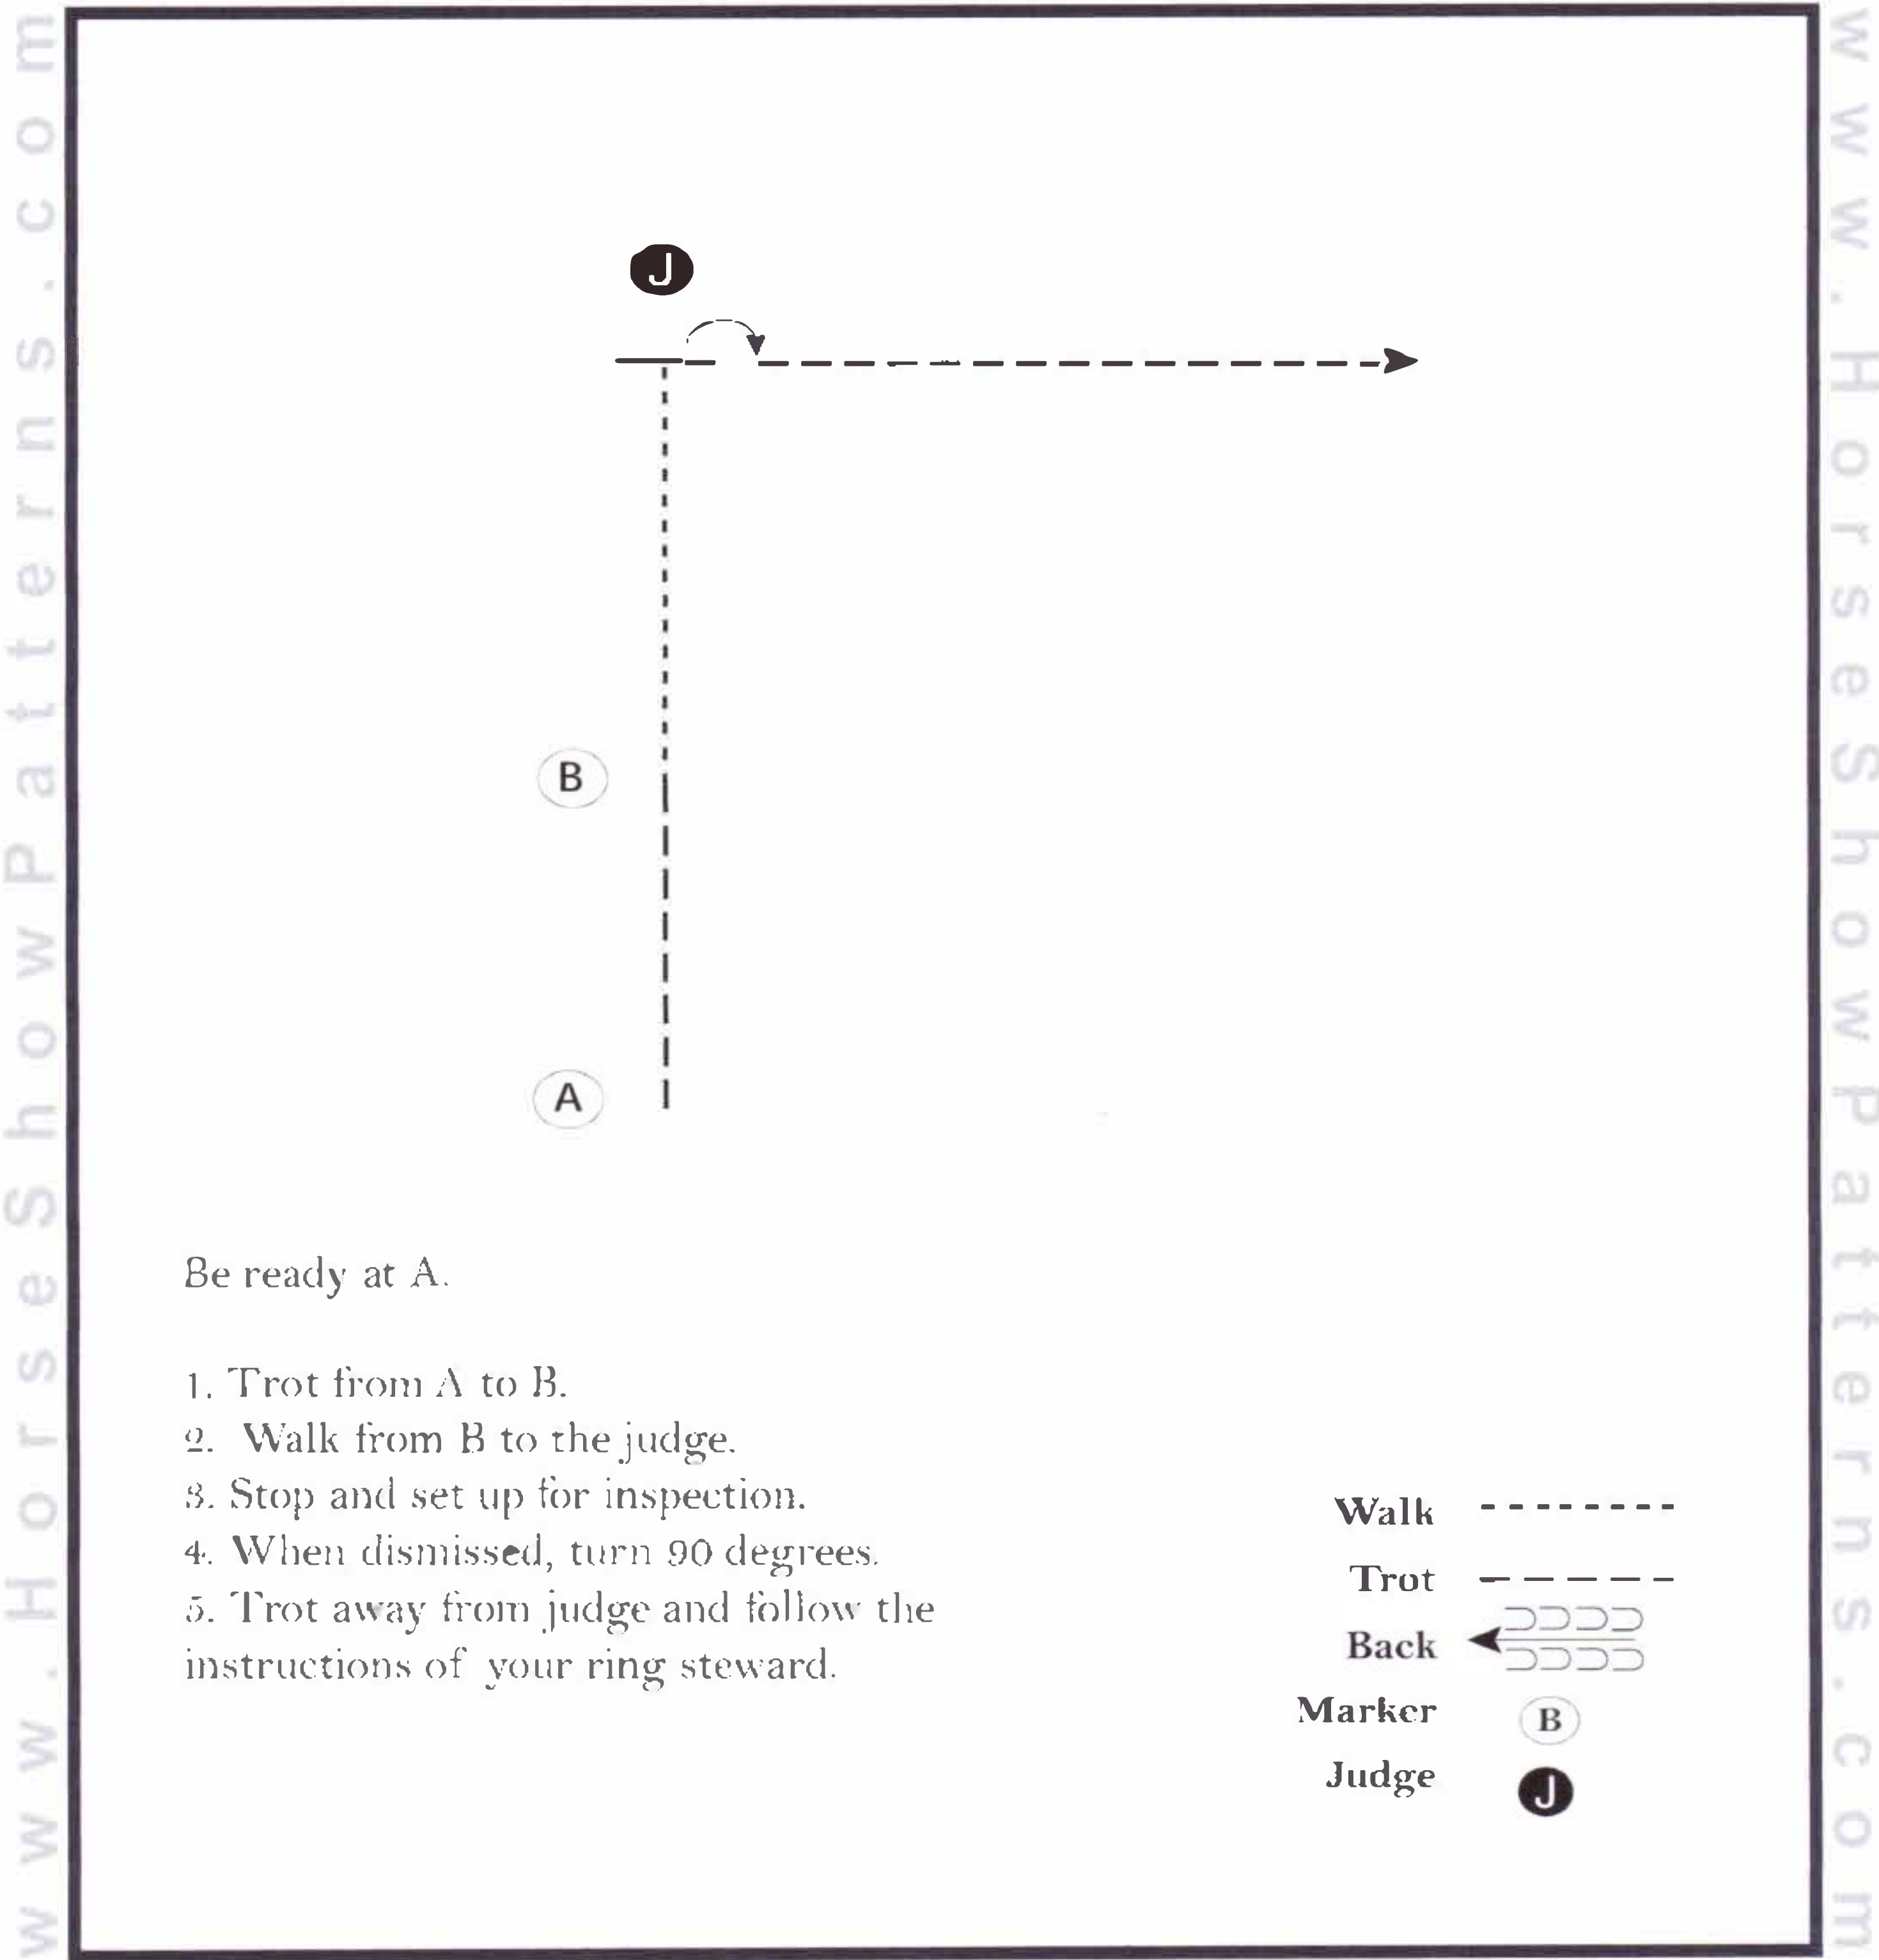 www.HorseShowPatterns.com
www.HorseShowPatterns.com
J
B
A
Be ready at A.
1. Trot from A to B.
2. Walk from B to the judge.
3. Stop and set up for inspection.
4. When dismissed, turn 90 degrees.
5. Trot away from judge and follow the
instructions of your ring steward.
Walk
Trot
Back
Marker B
Judge J